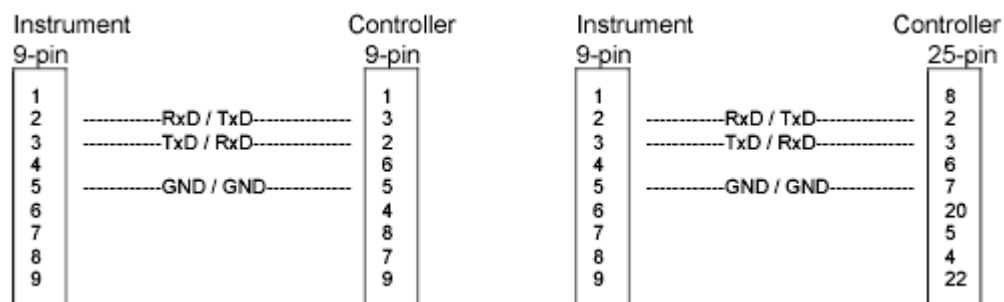 Instrument Controller Instrument Controller
9-pin 9-pin 9-pin 25-pin
1 1 1 8
2 ------------RxD / TxD--------------- 3 2 ------------RxD / TxD--------------- 2
3 ------------TxD / RxD--------------- 2 3 ------------TxD / RxD--------------- 3
4 6 4 6
5 ------------GND / GND------------- 5 5 ------------GND / GND------------- 7
6 4 6 20
7 8 7 5
8 7 8 4
9 9 9 22